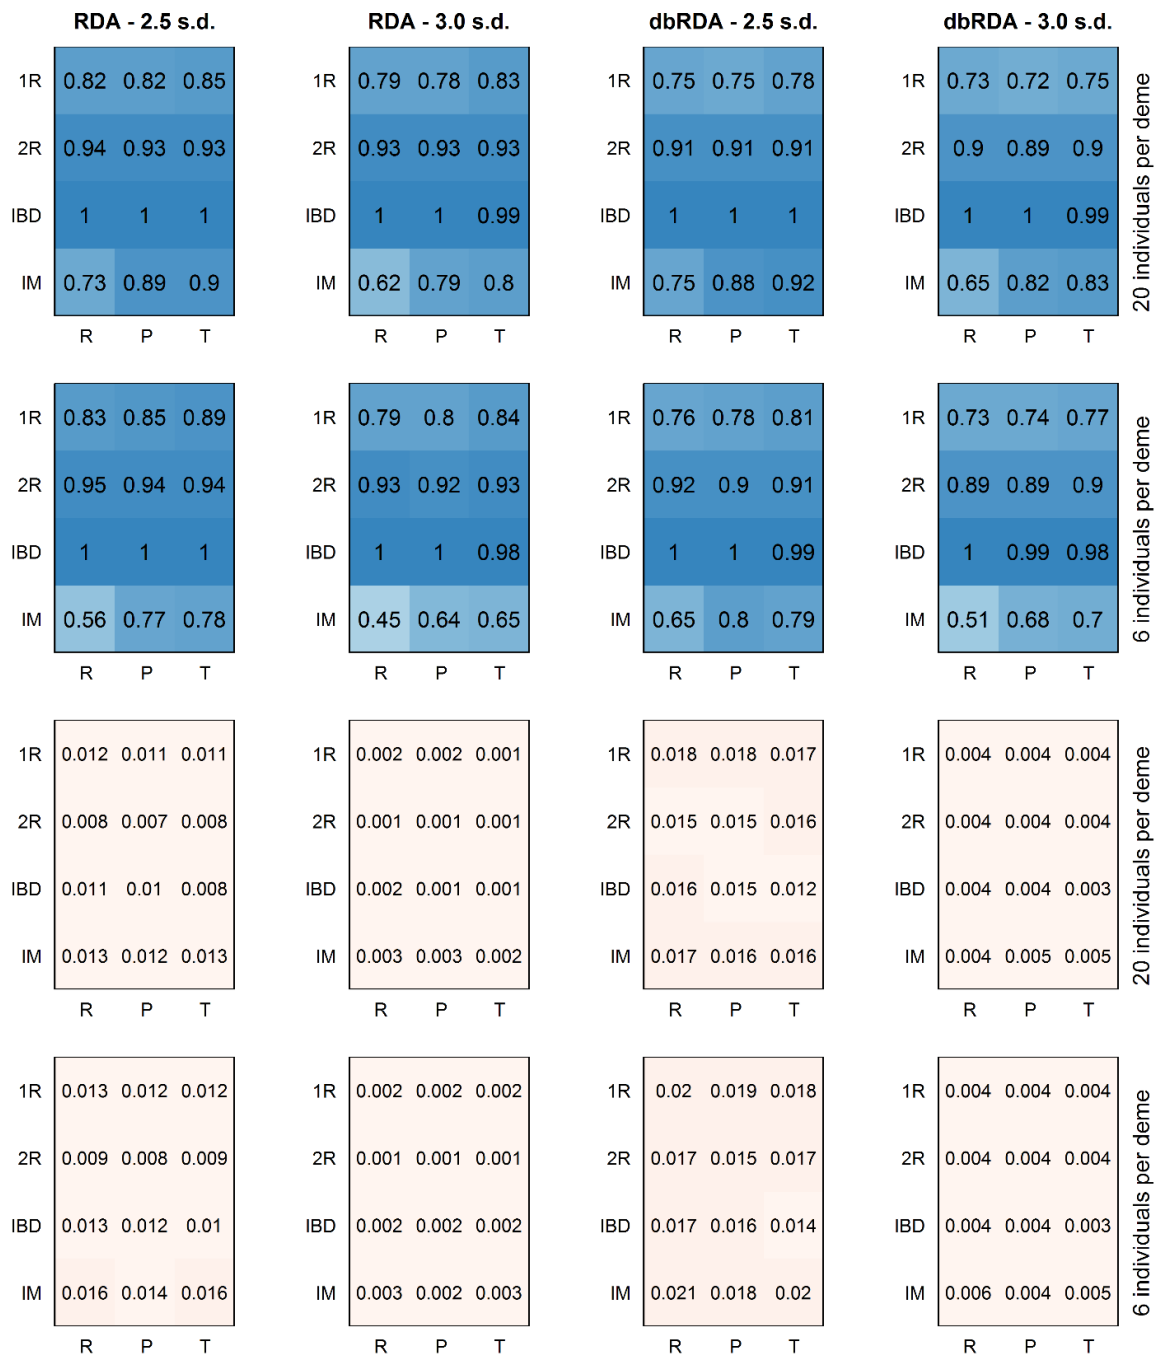 RDA - 2.5 s.d. RDA - 3.0 s.d. dbRDA - 2.5 s.d. dbRDA - 3.0 s.d.
1R 0.82 0.82 0.85 1R 0.79 0.78 0.83 1R 0.75 0.75 0.78 1R 0.73 0.72 0.75
2R 0.94 0.93 0.93 2R 0.93 0.93 0.93 2R 0.91 0.91 0.91 2R 0.9 0.89 0.9
IBD 1 1 1 IBD 1 1 0.99 IBD 1 1 1 IBD 1 1 0.99
IM 0.73 0.89 0.9 IM 0.62 0.79 0.8 IM 0.75 0.88 0.92 IM 0.65 0.82 0.83
R P T R P T R P T R P T
20 individuals per deme
1R 0.83 0.85 0.89 1R 0.79 0.8 0.84 1R 0.76 0.78 0.81 1R 0.73 0.74 0.77
2R 0.95 0.94 0.94 2R 0.93 0.92 0.93 2R 0.92 0.9 0.91 2R 0.89 0.89 0.9
IBD 1 1 1 IBD 1 1 0.98 IBD 1 1 0.99 IBD 1 0.99 0.98
IM 0.56 0.77 0.78 IM 0.45 0.64 0.65 IM 0.65 0.8 0.79 IM 0.51 0.68 0.7
R P T R P T R P T R P T
6 individuals per deme
1R 0.012 0.011 0.011 1R 0.002 0.002 0.001 1R 0.018 0.018 0.017 1R 0.004 0.004 0.004
2R 0.008 0.007 0.008 2R 0.001 0.001 0.001 2R 0.015 0.015 0.016 2R 0.004 0.004 0.004
IBD 0.011 0.01 0.008 IBD 0.002 0.001 0.001 IBD 0.016 0.015 0.012 IBD 0.004 0.004 0.003
IM 0.013 0.012 0.013 IM 0.003 0.003 0.002 IM 0.017 0.016 0.016 IM 0.004 0.005 0.005
R P T R P T R P T R P T
20 individuals per deme
1R 0.013 0.012 0.012 1R 0.002 0.002 0.002 1R 0.02 0.019 0.018 1R 0.004 0.004 0.004
2R 0.009 0.008 0.009 2R 0.001 0.001 0.001 2R 0.017 0.015 0.017 2R 0.004 0.004 0.004
IBD 0.013 0.012 0.01 IBD 0.002 0.002 0.002 IBD 0.017 0.016 0.014 IBD 0.004 0.004 0.003
IM 0.016 0.014 0.016 IM 0.003 0.002 0.003 IM 0.021 0.018 0.02 IM 0.006 0.004 0.005
R P T R P T R P T R P T
6 individuals per deme